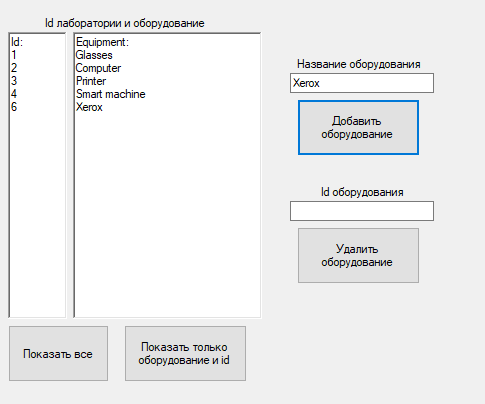 Id лаборатории и оборудование
Id:
Equipment:
1
Glasses
2
Computer
3
Printer
4
Smart machine
6
Xerox
Название оборудования
Xerox
Добавить
оборудование
Id оборудования
Удалить
оборудование
Показать все
Показать только
оборудование и id